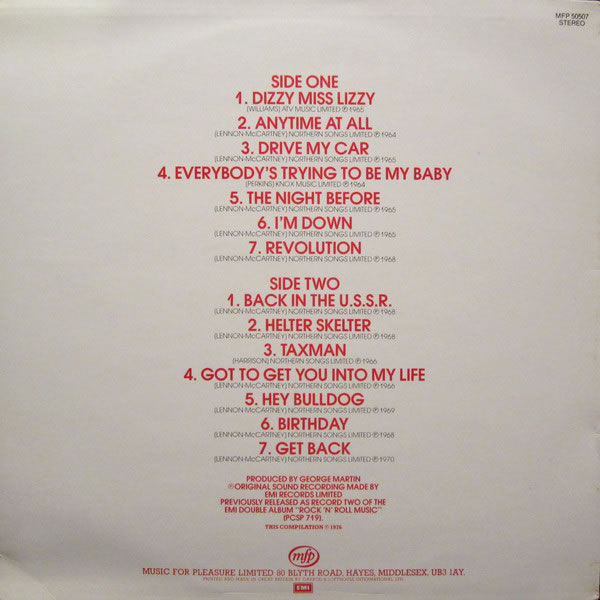 MFP 50507
STEREO
SIDE ONE
1. DIZZY MISS LIZZY
(WILLIAMS) ATV MUSIC LIMITED ℗ 1965
2. ANYTIME AT ALL
(LENNON-McCARTNEY) NORTHERN SONGS LIMITED ℗ 1964
3. DRIVE MY CAR
(LENNON-McCARTNEY) NORTHERN SONGS LIMITED ℗ 1965
4. EVERYBODY'S TRYING TO BE MY BABY
(PERKINS) KNOX MUSIC LIMITED ℗ 1964
5. THE NIGHT BEFORE
(LENNON-McCARTNEY) NORTHERN SONGS LIMITED ℗ 1965
6. I'M DOWN
(LENNON-McCARTNEY) NORTHERN SONGS LIMITED ℗ 1965
7. REVOLUTION
(LENNON-McCARTNEY) NORTHERN SONGS LIMITED ℗ 1968
SIDE TWO
1. BACK IN THE U.S.S.R.
(LENNON-McCARTNEY) NORTHERN SONGS LIMITED ℗ 1968
2. HELTER SKELTER
(LENNON-McCARTNEY) NORTHERN SONGS LIMITED ℗ 1968
3. TAXMAN
(HARRISON) NORTHERN SONGS LIMITED ℗ 1966
4. GOT TO GET YOU INTO MY LIFE
(LENNON-McCARTNEY) NORTHERN SONGS LIMITED ℗ 1966
5. HEY BULLDOG
(LENNON-McCARTNEY) NORTHERN SONGS LIMITED ℗ 1969
6. BIRTHDAY
(LENNON-McCARTNEY) NORTHERN SONGS LIMITED ℗ 1968
7. GET BACK
(LENNON-McCARTNEY) NORTHERN SONGS LIMITED ℗ 1970
PRODUCED BY GEORGE MARTIN
℗ ORIGINAL SOUND RECORDING MADE BY
EMI RECORDS LIMITED
PREVIOUSLY RELEASED AS RECORD TWO OF THE
EMI DOUBLE ALBUM "ROCK 'N' ROLL MUSIC"
(PCSP 719).
THIS COMPILATION ℗ 1976
mfp
MUSIC FOR PLEASURE LIMITED 80 BLYTH ROAD, HAYES, MIDDLESEX, UB3 1AY.
PRINTED AND MADE IN GREAT BRITAIN BY
EMI